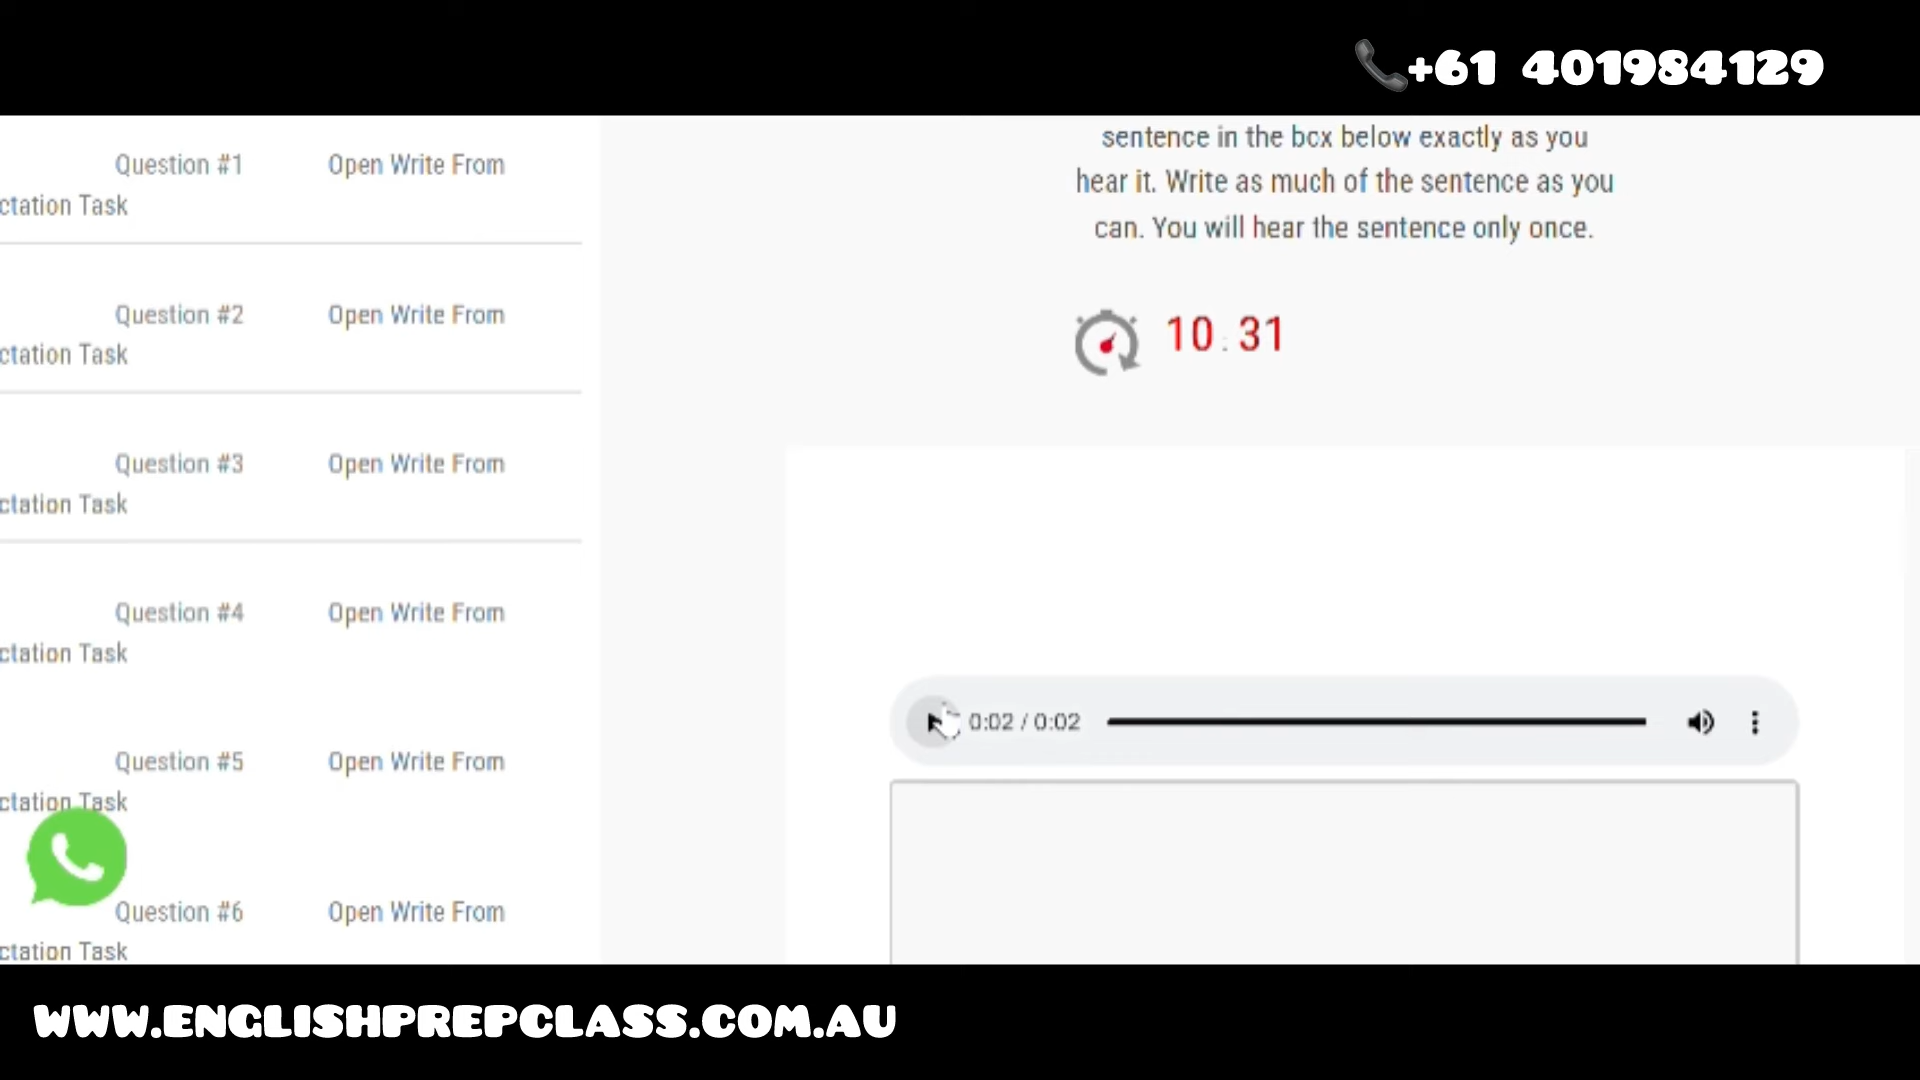 +61 401984129
Question #1 Open Write From
ctation Task
Question #2 Open Write From
ctation Task
Question #3 Open Write From
ctation Task
Question #4 Open Write From
ctation Task
Question #5 Open Write From
ctation Task
Question #6 Open Write From
ctation Task
sentence in the box below exactly as you
hear it. Write as much of the sentence as you
can. You will hear the sentence only once.
10:31
0:02 / 0:02
WWW.ENGLISHPREPCLASS.COM.AU